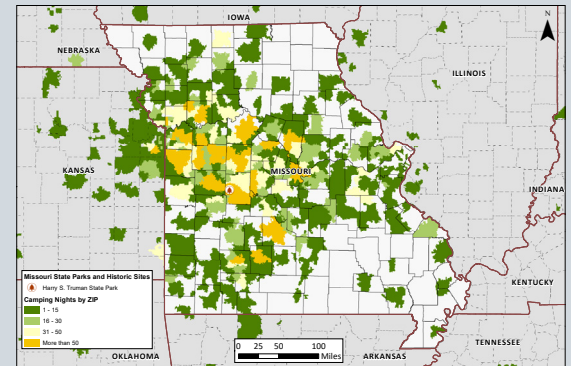 IOWA
N
NEBRASKA
ILLINOIS
KANSAS
MISSOURI
INDIANA
Missouri State Parks and Historic Sites
Harry S. Truman State Park
Camping Nights by ZIP
1 - 15
16 - 30
31 - 50
More than 50
KENTUCKY
0 25 50 100
Miles
TENNESSEE
OKLAHOMA
ARKANSAS